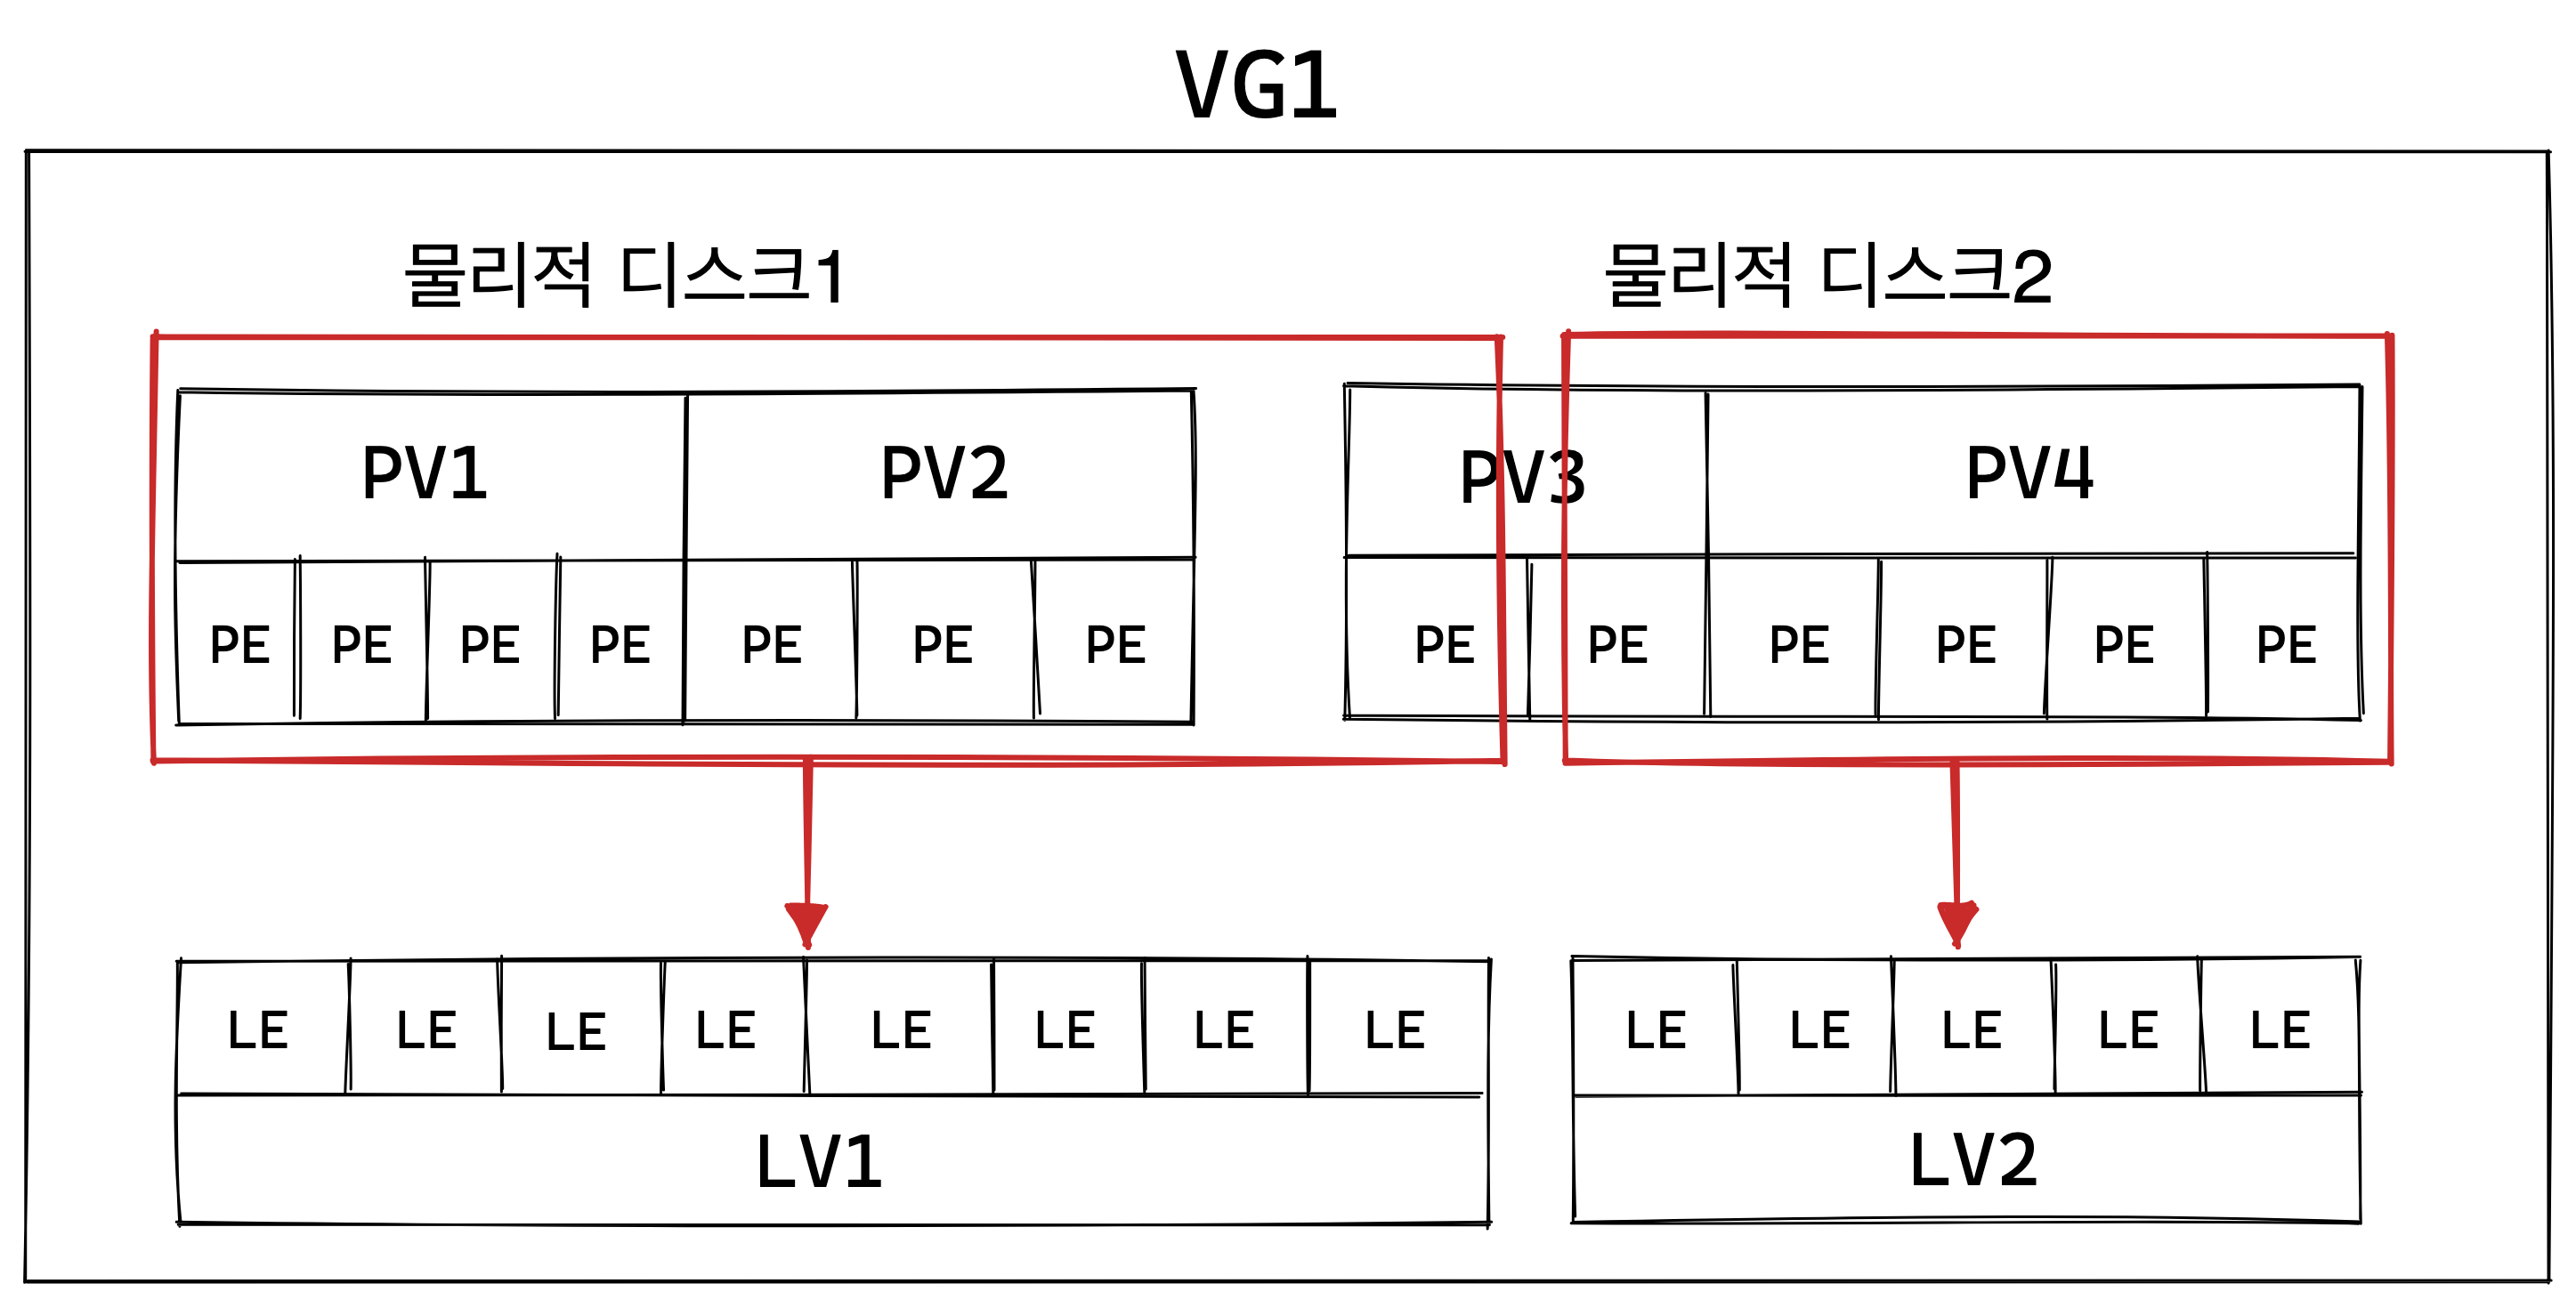 VG1
물리적 디스크1 물리적 디스크2
PV1 PV2 PV3 PV4
PE PE PE PE PE PE PE PE PE PE PE PE PE
LE LE LE LE LE LE LE LE LE LE LE LE LE
LV1 LV2